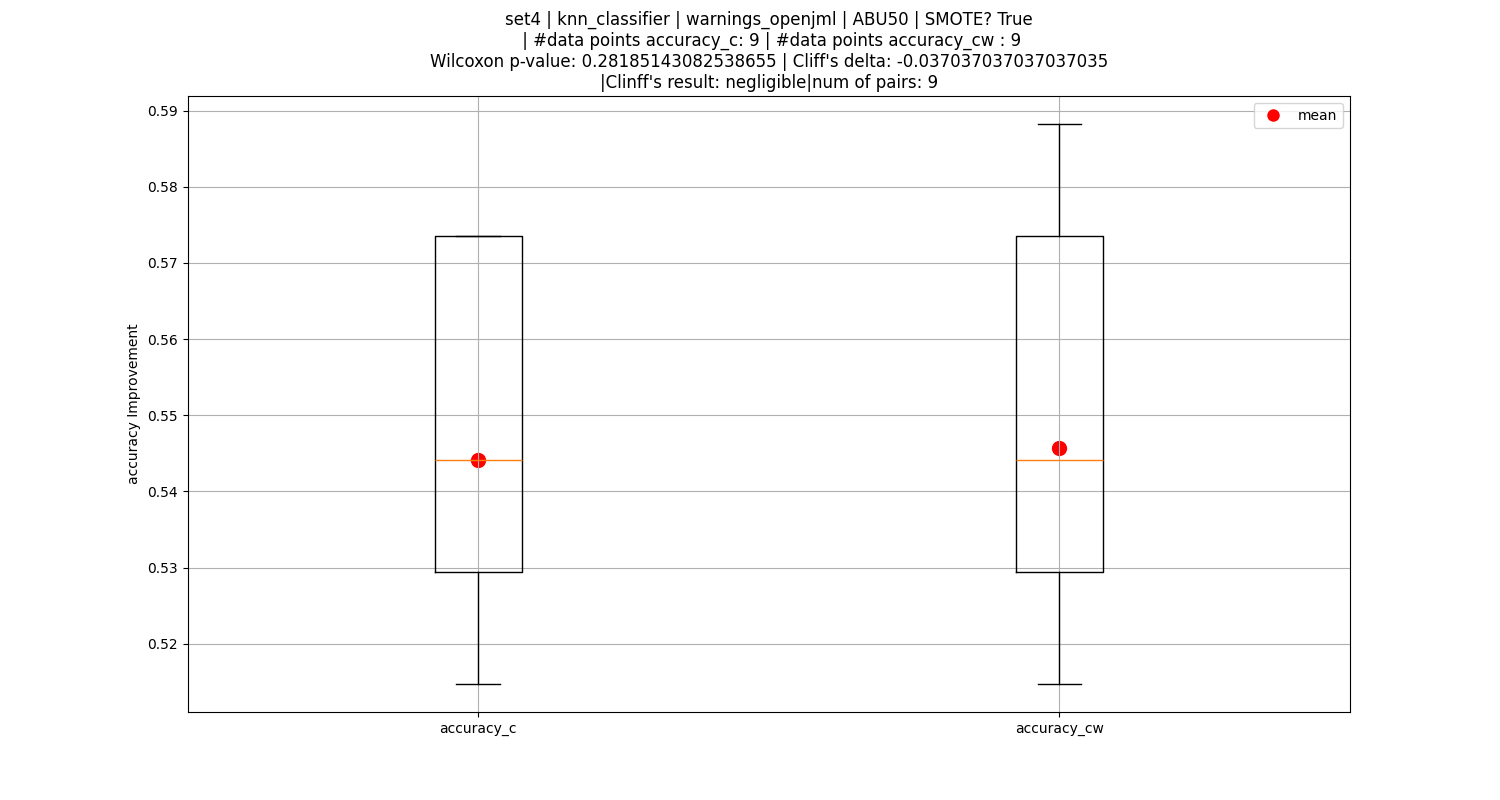 set4 | knn_classifier | warnings_openjml | ABU50 | SMOTE? True
| #data points accuracy_c: 9 | #data points accuracy_cw : 9
Wilcoxon p-value: 0.28185143082538655 | Cliff's delta: -0.037037037037037035
|Clinff's result: negligible|num of pairs: 9
0.59
mean
0.58
0.57
0.56
0.55
0.54
0.53
0.52
accuracy Improvement
accuracy_c
accuracy_cw